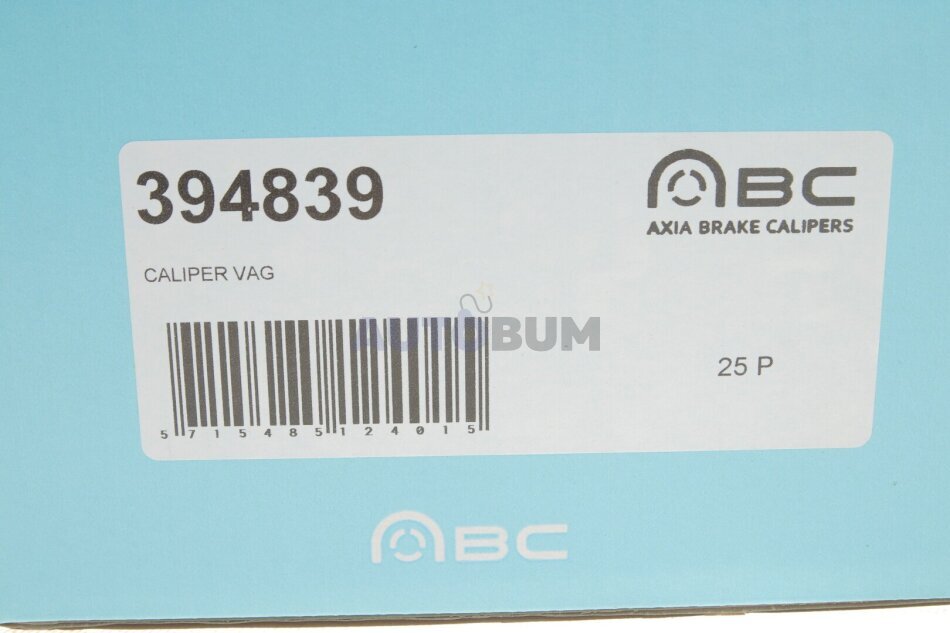 394839
ABC
AXIA BRAKE CALIPERS
CALIPER VAG
AUTOBUM
25 P
5 715485 124015
ABC